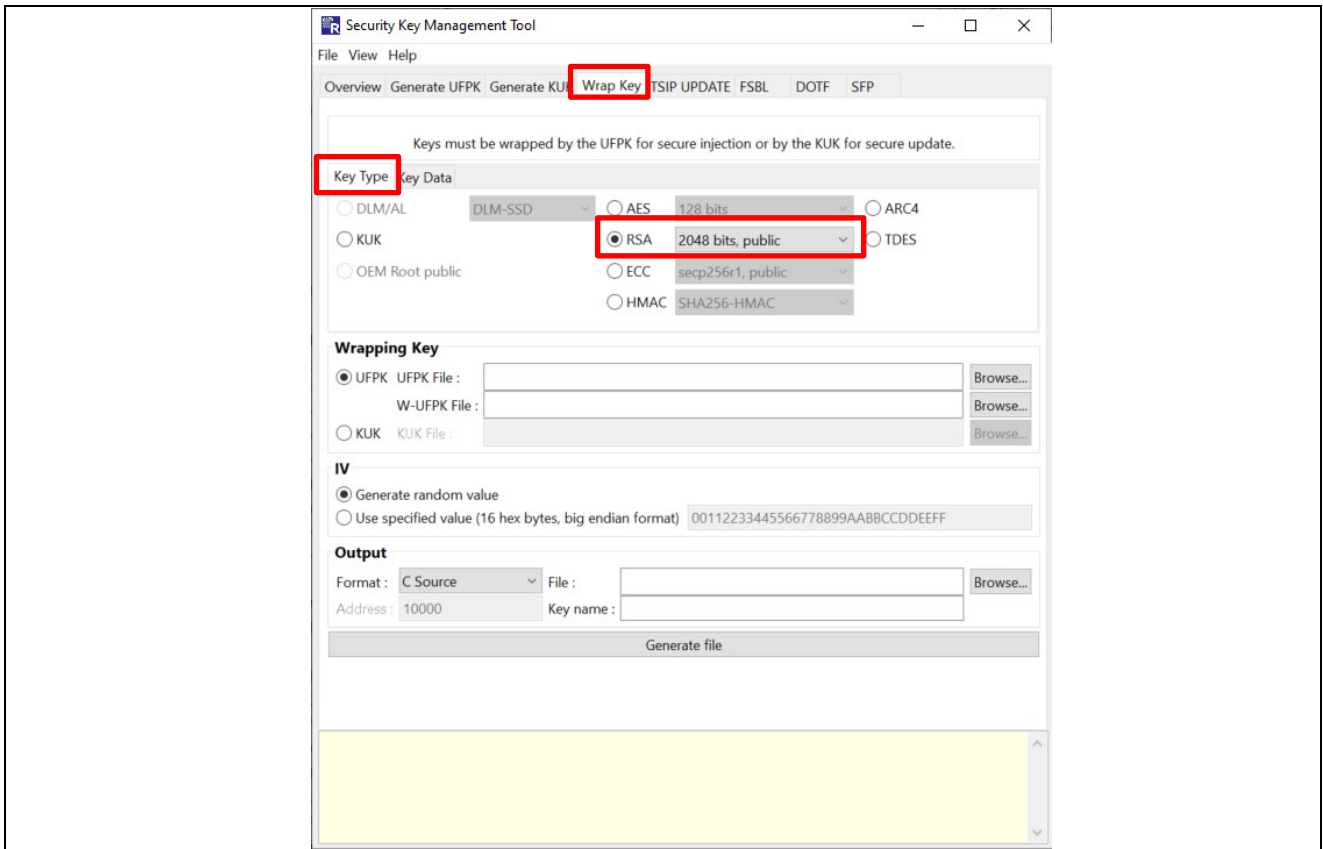 Security Key Management Tool
File View Help
Overview Generate UFPK Generate KUK Wrap Key TSIP UPDATE FSBL DOTF SFP
Keys must be wrapped by the UFPK for secure injection or by the KUK for secure update.
Key Type Key Data
DLM/AL DLM-SSD AES 128 bits ARC4
KUK RSA 2048 bits, public TDES
OEM Root public ECC secp256r1, public
HMAC SHA256-HMAC
Wrapping Key
UFPK UFPK File : Browse...
W-UFPK File : Browse...
KUK KUK File : Browse...
IV
Generate random value
Use specified value (16 hex bytes, big endian format) 00112233445566778899AABBCCDDEEFF
Output
Format : C Source File : Browse...
Address : 10000 Key name :
Generate file